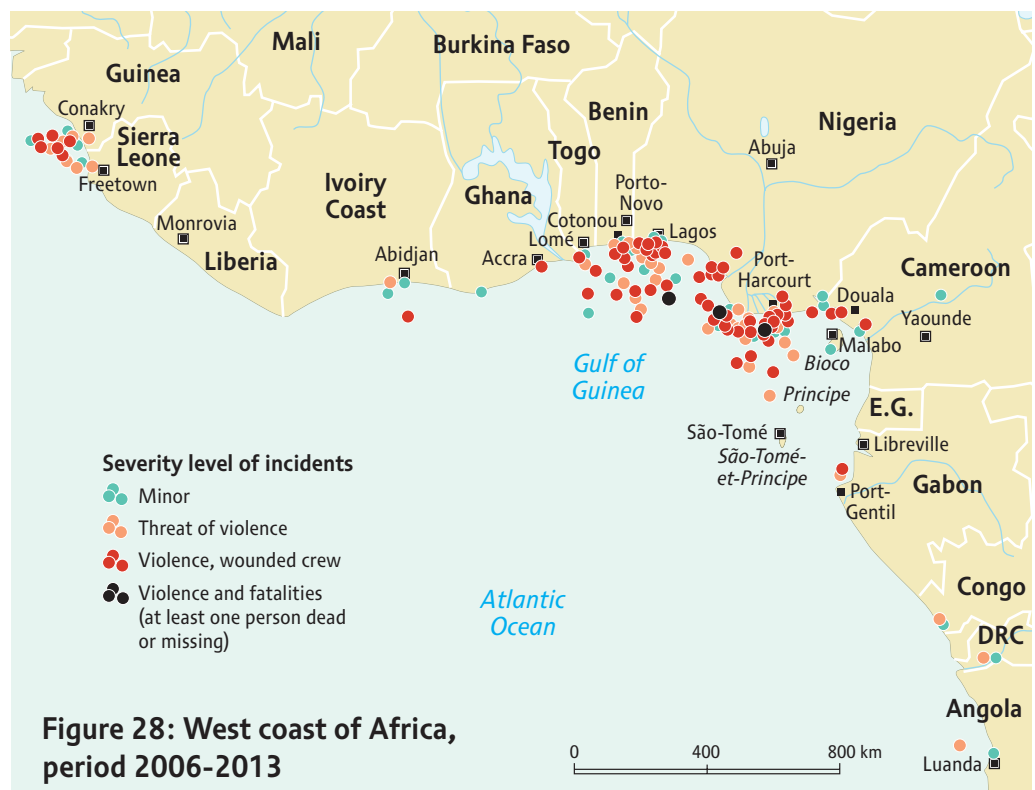 Mali
Burkina Faso
Guinea
Conakry
Sierra
Leone
Freetown
Monrovia
Liberia
Ivoiry
Coast
Abidjan
Ghana
Accra
Togo
Lomé
Benin
Cotonou
Porto-
Novo
Lagos
Nigeria
Abuja
Port-
Harcourt
Cameroon
Douala
Yaounde
Malabo
Bioco
Principe
E.G.
São-Tomé
São-Tomé-
et-Principe
Libreville
Gabon
Port-
Gentil
Congo
DRC
Angola
Luanda
Gulf of
Guinea
Atlantic
Ocean
Severity level of incidents
Minor
Threat of violence
Violence, wounded crew
Violence and fatalities
(at least one person dead
or missing)
Figure 28: West coast of Africa,
period 2006-2013
0 400 800 km